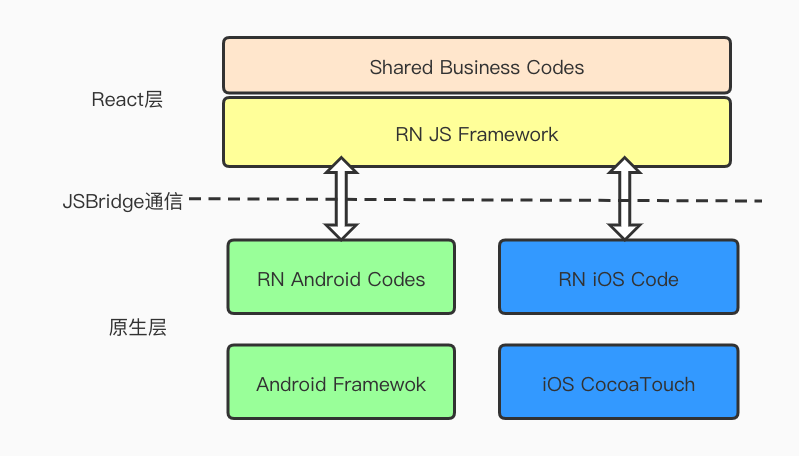 Shared Business Codes
React层
RN JS Framework
JSBridge通信
RN Android Codes
RN iOS Code
原生层
Android Framewok
iOS CocoaTouch